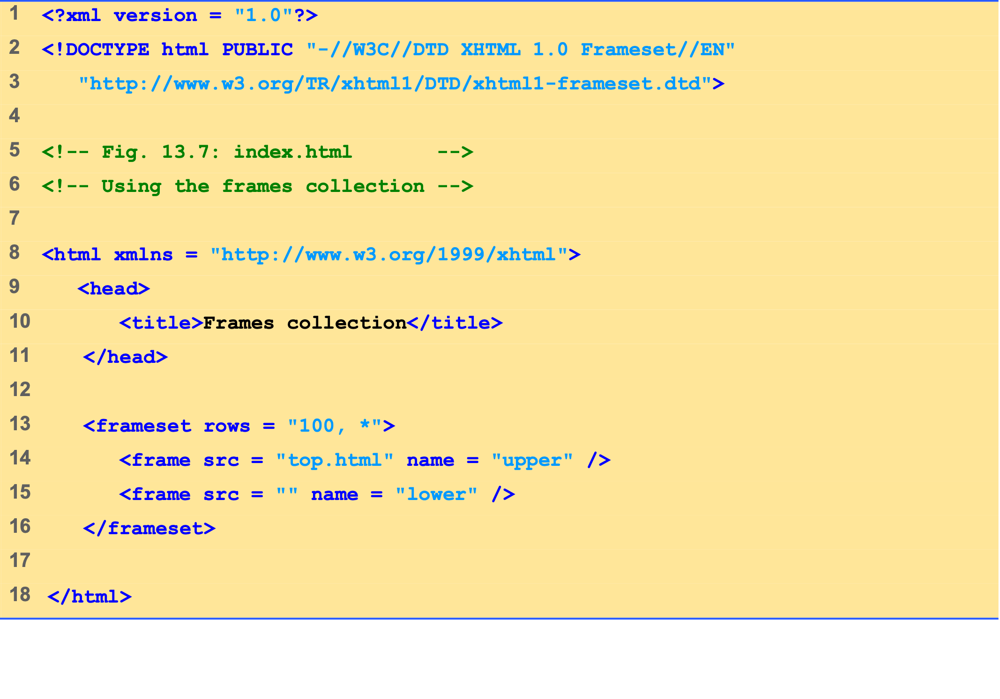 1 <?xml version = "1.0"?>
2 <!DOCTYPE html PUBLIC "-//W3C//DTD XHTML 1.0 Frameset//EN"
3    "http://www.w3.org/TR/xhtml1/DTD/xhtml1-frameset.dtd">
4
5 <!-- Fig. 13.7: index.html       -->
6 <!-- Using the frames collection -->
7
8 <html xmlns = "http://www.w3.org/1999/xhtml">
9    <head>
10       <title>Frames collection</title>
11    </head>
12
13    <frameset rows = "100, *">
14       <frame src = "top.html" name = "upper" />
15       <frame src = "" name = "lower" />
16    </frameset>
17
18 </html>